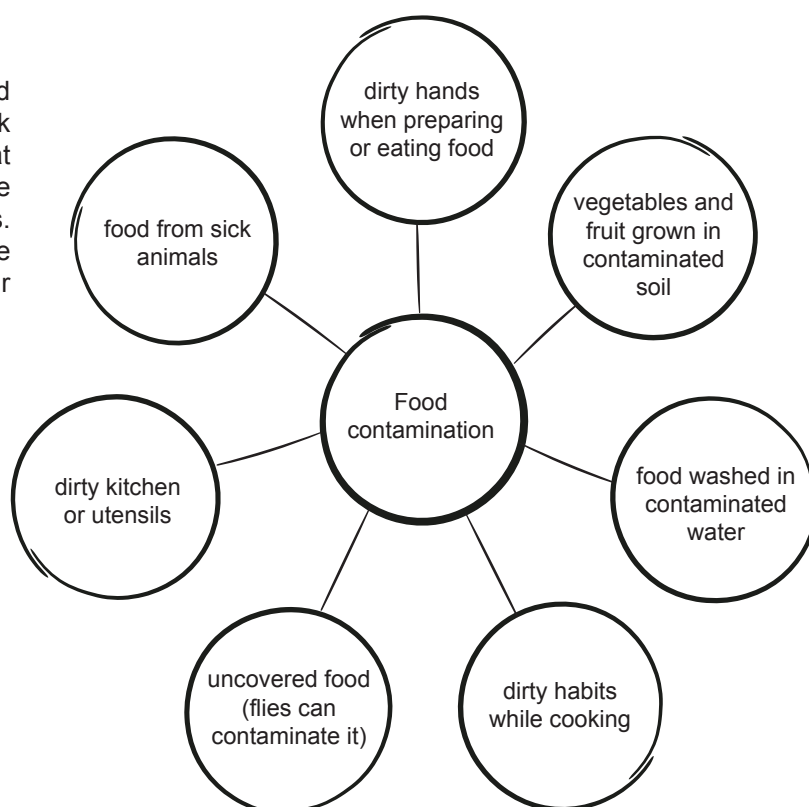 dirty hands
when preparing
or eating food
vegetables and
fruit grown in
contaminated
soil
food from sick
animals
Food
contamination
dirty kitchen
or utensils
food washed in
contaminated
water
uncovered food
(flies can
contaminate it)
dirty habits
while cooking